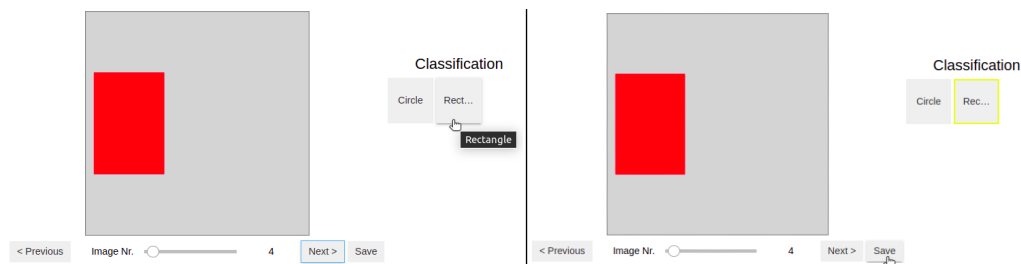 Classification
Circle Rect...
Rectangle
< Previous Image Nr. 4 Next > Save
Classification
Circle Rec...
< Previous Image Nr. 4 Next > Save